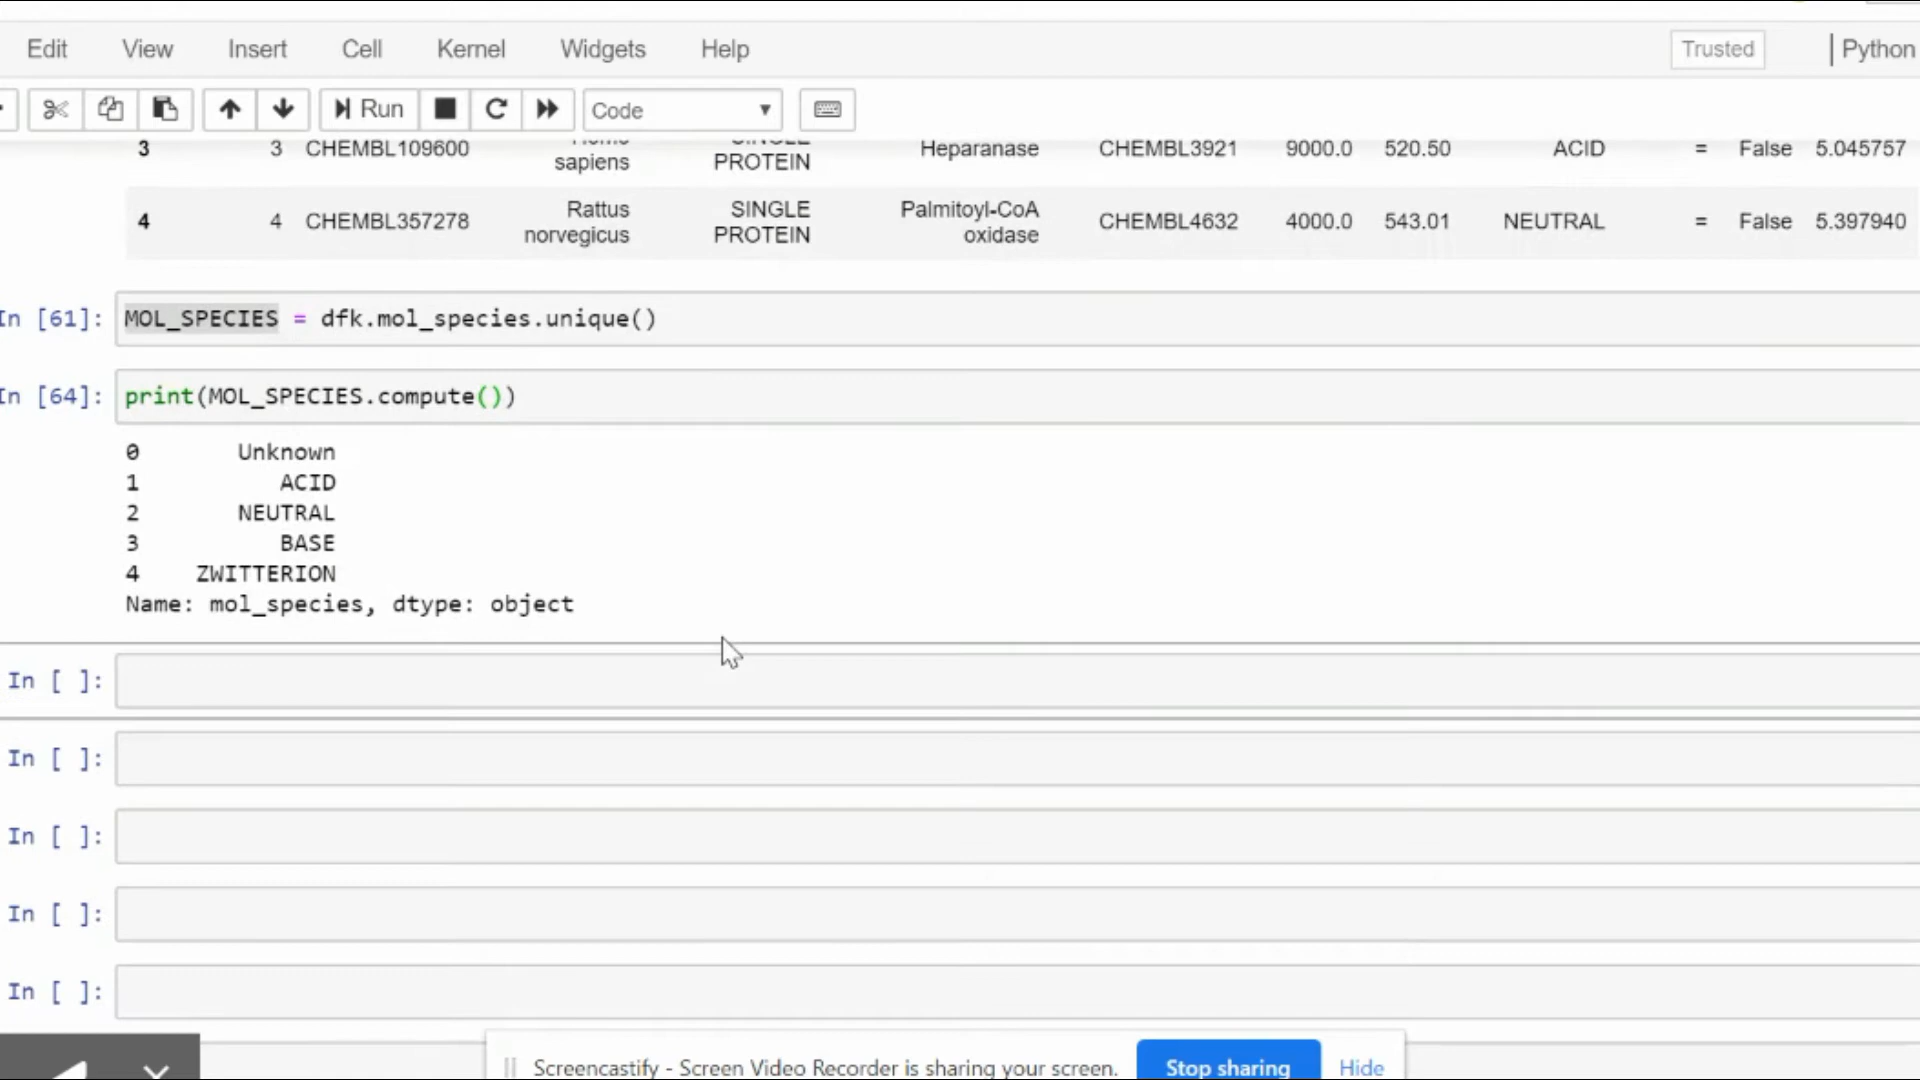 Edit View Insert Cell Kernel Widgets Help Trusted Python
Run Code
3 3 CHEMBL109600 Homo sapiens SINGLE PROTEIN Heparanase CHEMBL3921 9000.0 520.50 ACID = False 5.045757
4 4 CHEMBL357278 Rattus norvegicus SINGLE PROTEIN Palmitoyl-CoA oxidase CHEMBL4632 4000.0 543.01 NEUTRAL = False 5.397940
In [61]: MOL_SPECIES = dfk.mol_species.unique()
In [64]: print(MOL_SPECIES.compute())
0 Unknown
1 ACID
2 NEUTRAL
3 BASE
4 ZWITTERION
Name: mol_species, dtype: object
In [ ]:
In [ ]:
In [ ]:
In [ ]:
In [ ]:
Screencastify - Screen Video Recorder is sharing your screen. Stop sharing Hide